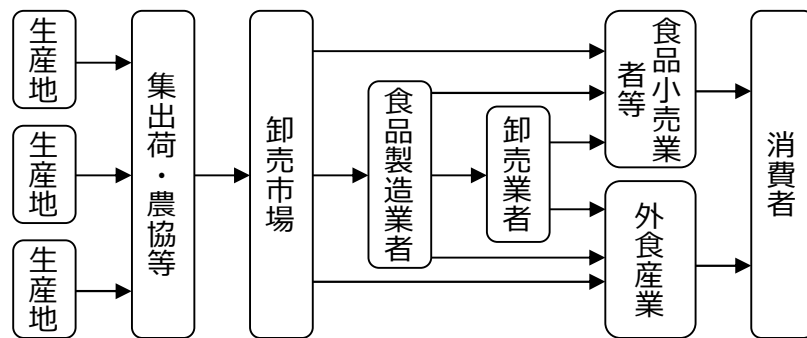 生産地
生産地
生産地
集出荷・農協等
卸売市場
食品製造業者
卸売業者
食品小売業
者等
外食産業
消費者